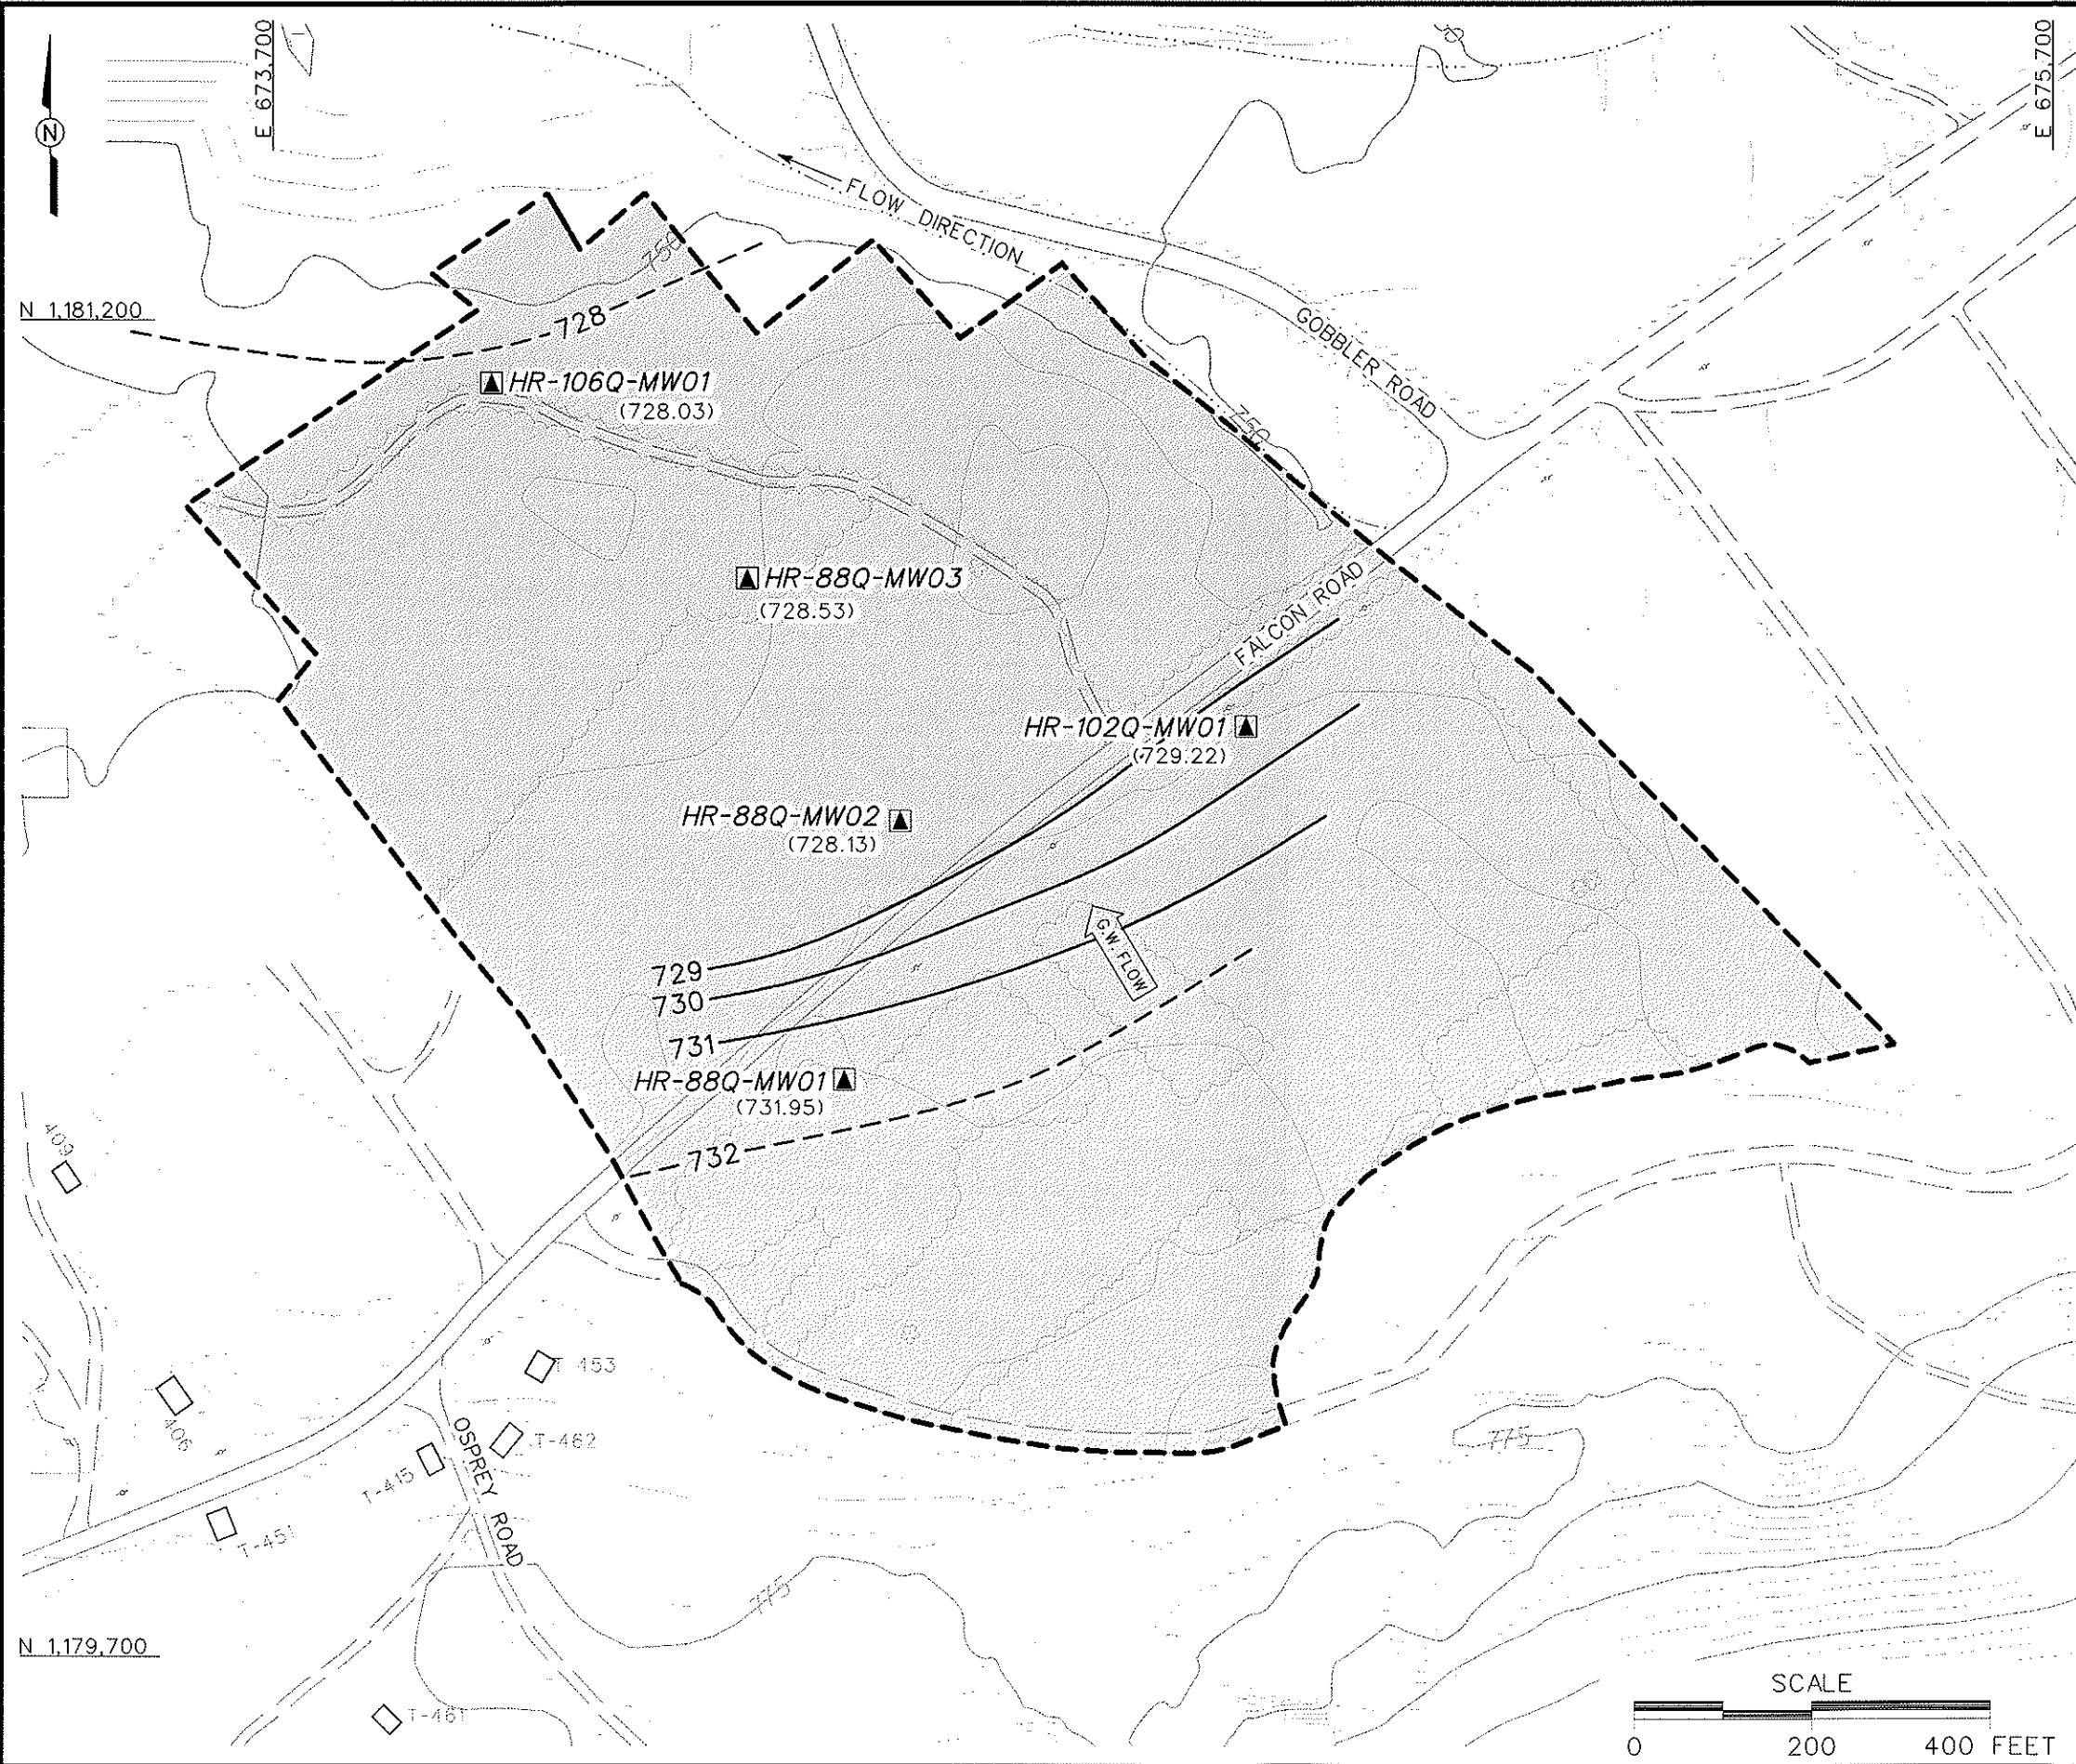 E 673,700
E 675,700
N
FLOW DIRECTION
750
N 1,181,200
728
GOBBLER ROAD
HR-106Q-MW01
(728.03)
750
HR-88Q-MW03
(728.53)
FALCON ROAD
HR-102Q-MW01
(729.22)
HR-88Q-MW02
(728.13)
G.W. FLOW
729
730
731
HR-88Q-MW01
(731.95)
732
409
T-453
406
OSPREY ROAD
T-462
T-415
775
T-451
775
N 1,179,700
SCALE
T-461
0 200 400 FEET